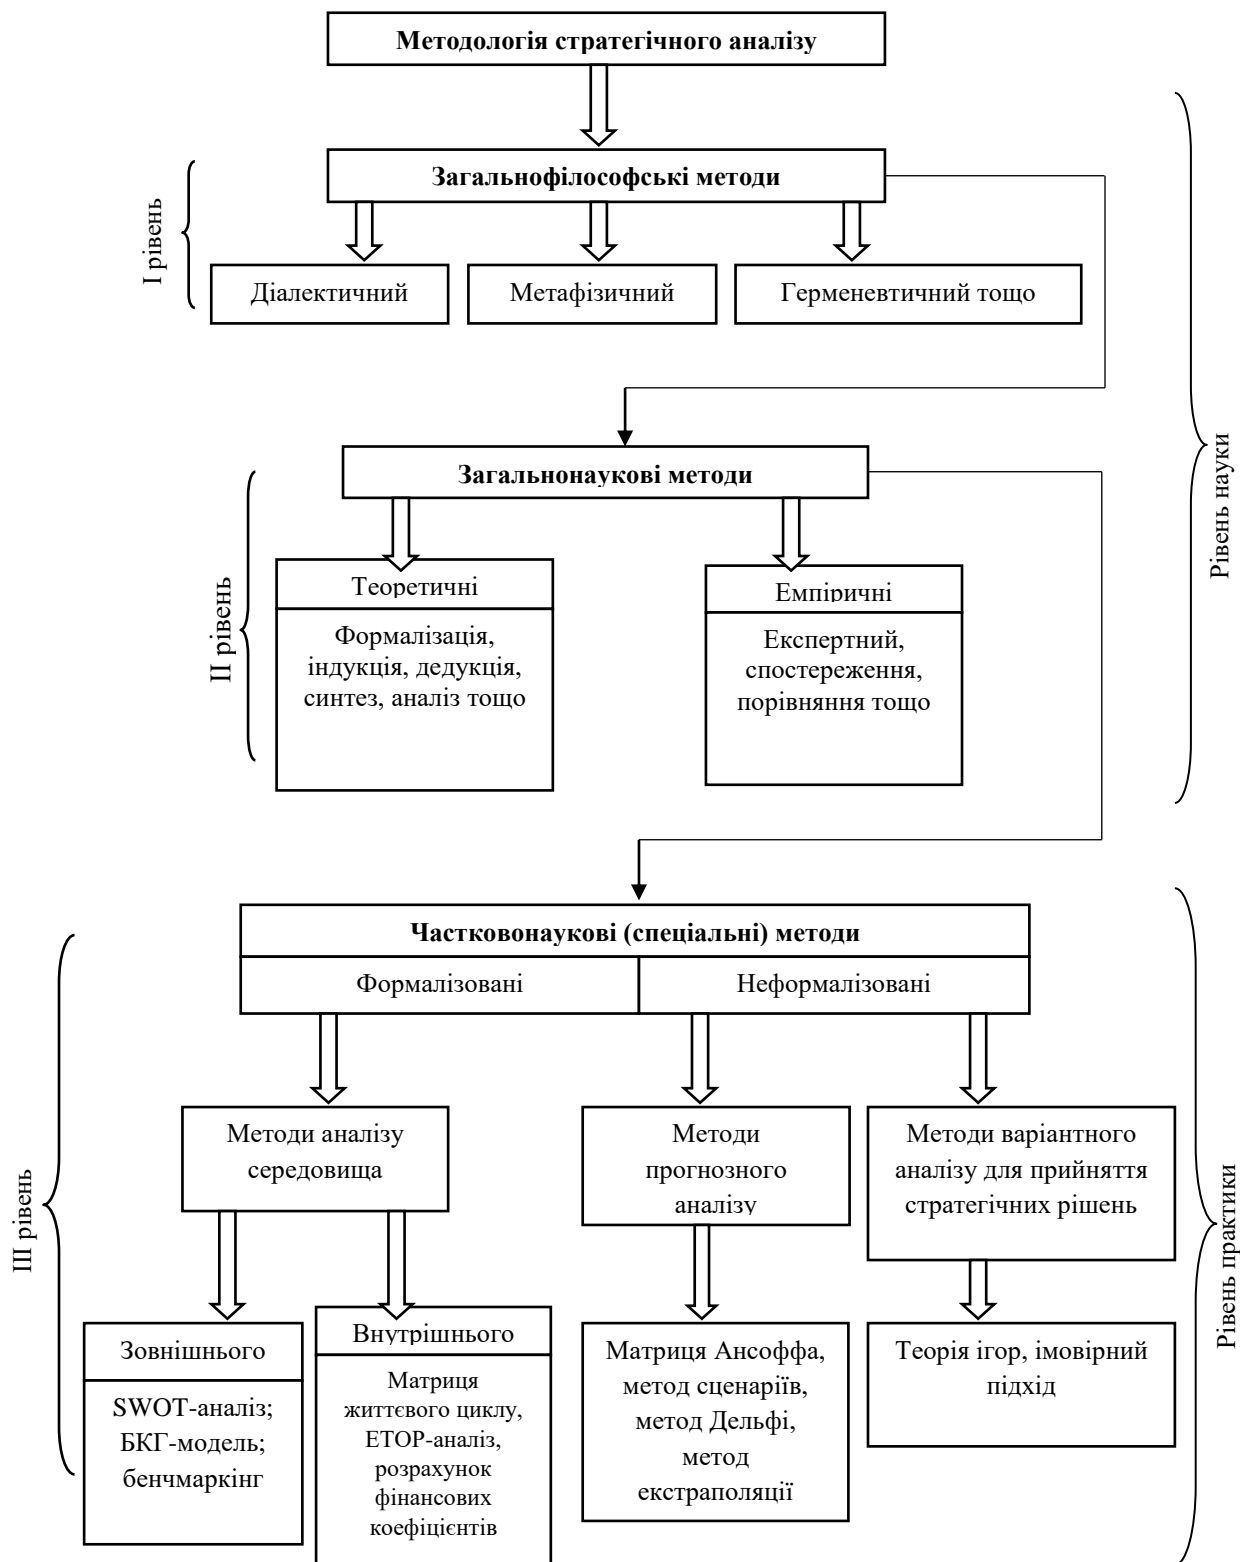 Методологія стратегічного аналізу
Загальнофілософські методи
І рівень
Діалектичний
Метафізичний
Герменевтичний тощо
Рівень науки
Загальнонаукові методи
ІІ рівень
Теоретичні
Формалізація,
індукція, дедукція,
синтез, аналіз тощо
Емпіричні
Експертний,
спостереження,
порівняння тощо
Частковонаукові (спеціальні) методи
Формалізовані
Неформалізовані
ІІІ рівень
Рівень практики
Методи аналізу
середовища
Методи
прогнозного
аналізу
Методи варіантного
аналізу для прийняття
стратегічних рішень
Зовнішнього
SWOT-аналіз;
БКГ-модель;
бенчмаркінг
Внутрішнього
Матриця
життєвого циклу,
ЕТОР-аналіз,
розрахунок
фінансових
коефіцієнтів
Матриця Ансоффа,
метод сценаріїв,
метод Дельфі,
метод
екстраполяції
Теорія ігор, імовірний
підхід